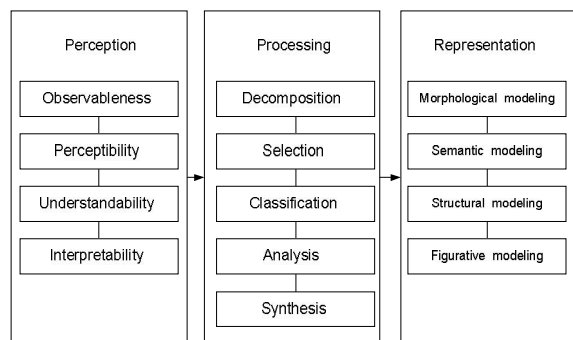 Perception
Observableness
Perceptibility
Understandability
Interpretability
Processing
Decomposition
Selection
Classification
Analysis
Synthesis
Representation
Morphological modeling
Semantic modeling
Structural modeling
Figurative modeling